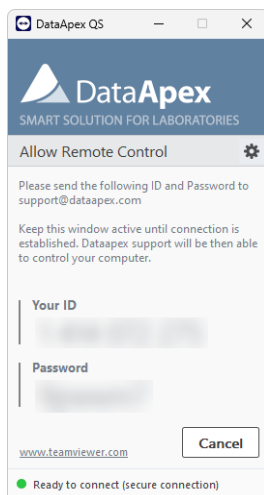 DataApex QS
DataApex
SMART SOLUTION FOR LABORATORIES
Allow Remote Control
Please send the following ID and Password to
support@dataapex.com
Keep this window active until connection is
established. Dataapex support will be then able
to control your computer.
Your ID
Password
www.teamviewer.com
Cancel
Ready to connect (secure connection)